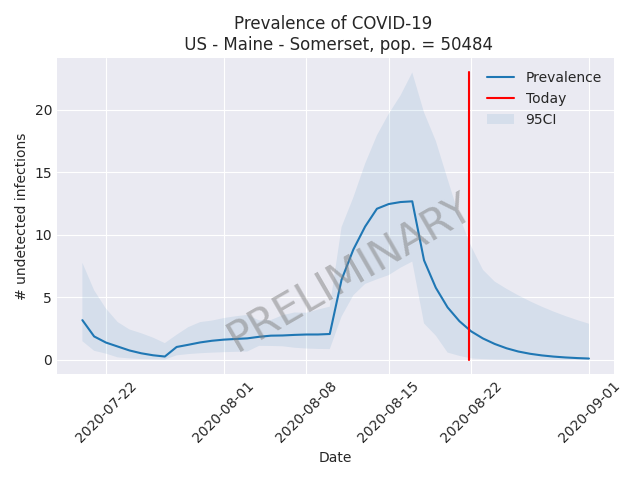 Prevalence of COVID-19
US - Maine - Somerset, pop. = 50484
Prevalence
Today
95CI
# undetected infections
20
15
10
5
0
PRELIMINARY
2020-07-22
2020-08-01
2020-08-08
2020-08-15
2020-08-22
2020-09-01
Date